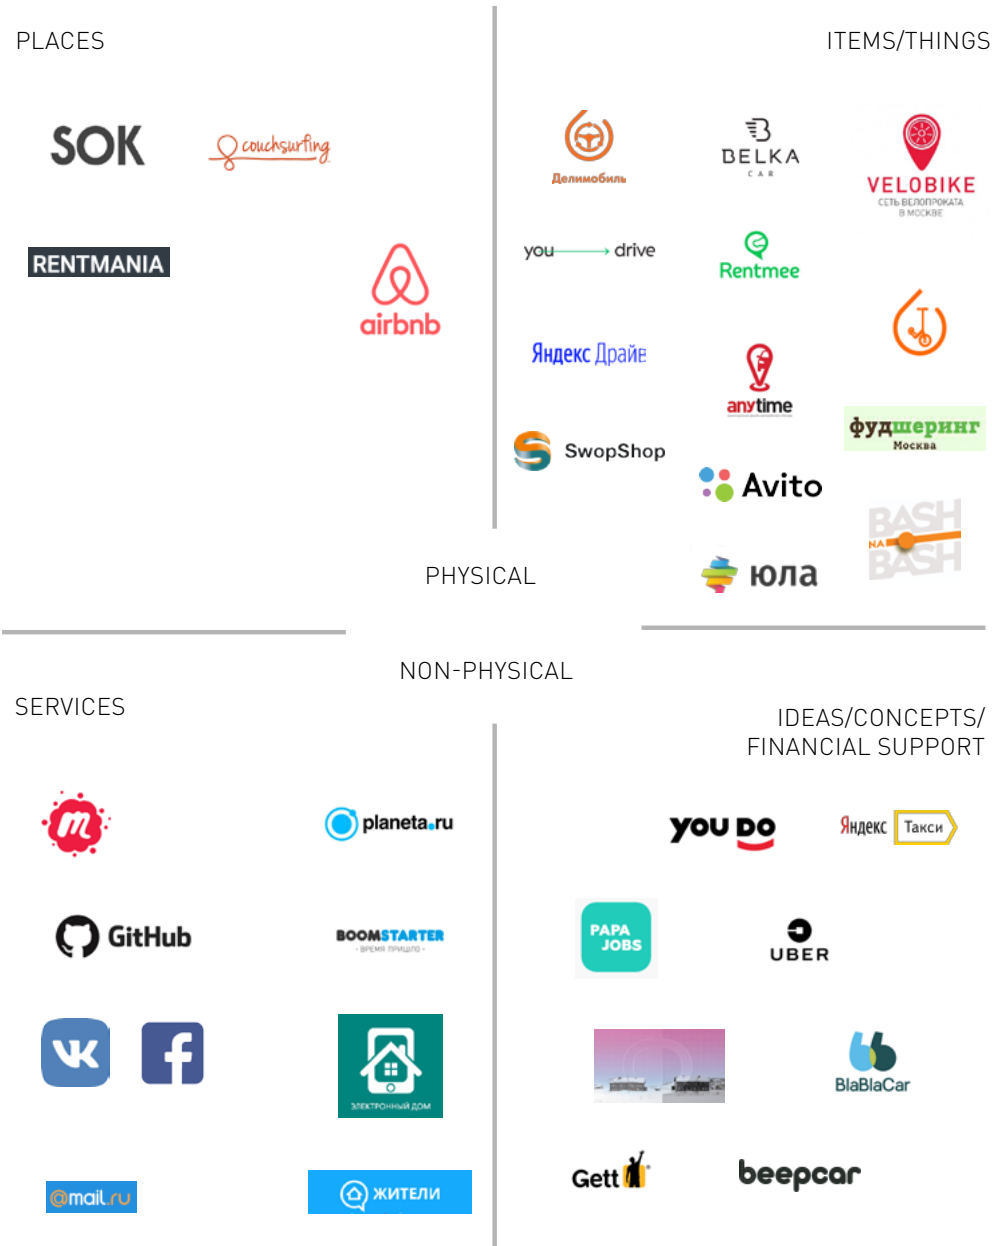 PLACES
SOK
couchsurfing
RENTMANIA
airbnb
ITEMS/THINGS
Делимобиль
BELKA
CAR
VELOBIKE
СЕТЬ ВЕЛОПРОКАТА
В МОСКВЕ
you drive
Rentmee
Яндекс Драйв
anytime
фудшеринг
Москва
SwopShop
Avito
BASH
NA
BASH
юла
PHYSICAL
NON-PHYSICAL
SERVICES
m
planeta.ru
GitHub
BOOMSTARTER
- ВРЕМЯ ПРИШЛО -
f
ЭЛЕКТРОННЫЙ ДОМ
@mail.ru
ЖИТЕЛИ
IDEAS/CONCEPTS/
FINANCIAL SUPPORT
YOU DO
Яндекс Такси
PAPA
JOBS
UBER
BlaBlaCar
Gett
beepcar